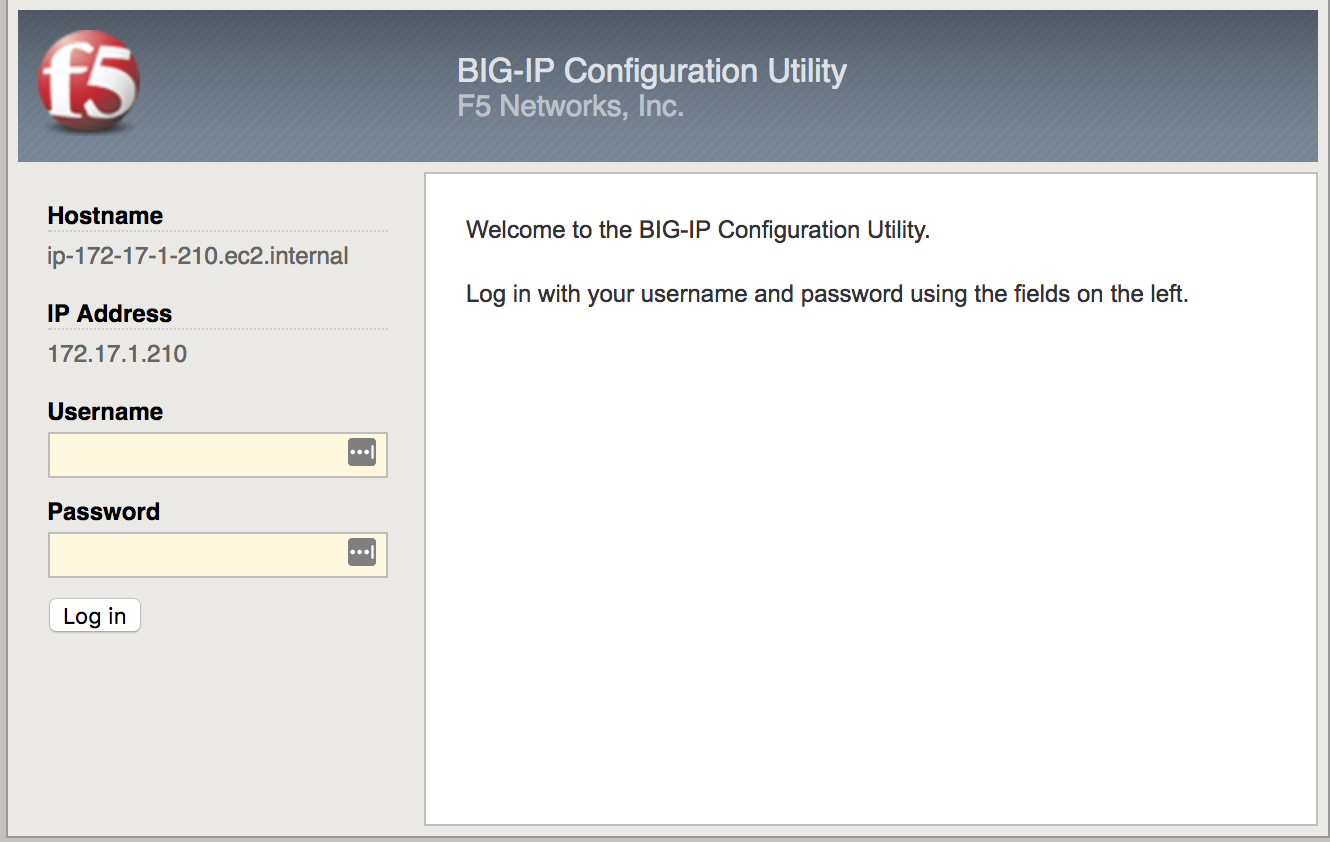 f5
BIG-IP Configuration Utility
F5 Networks, Inc.
Hostname
ip-172-17-1-210.ec2.internal
IP Address
172.17.1.210
Username
Password
Log in
Welcome to the BIG-IP Configuration Utility.
Log in with your username and password using the fields on the left.